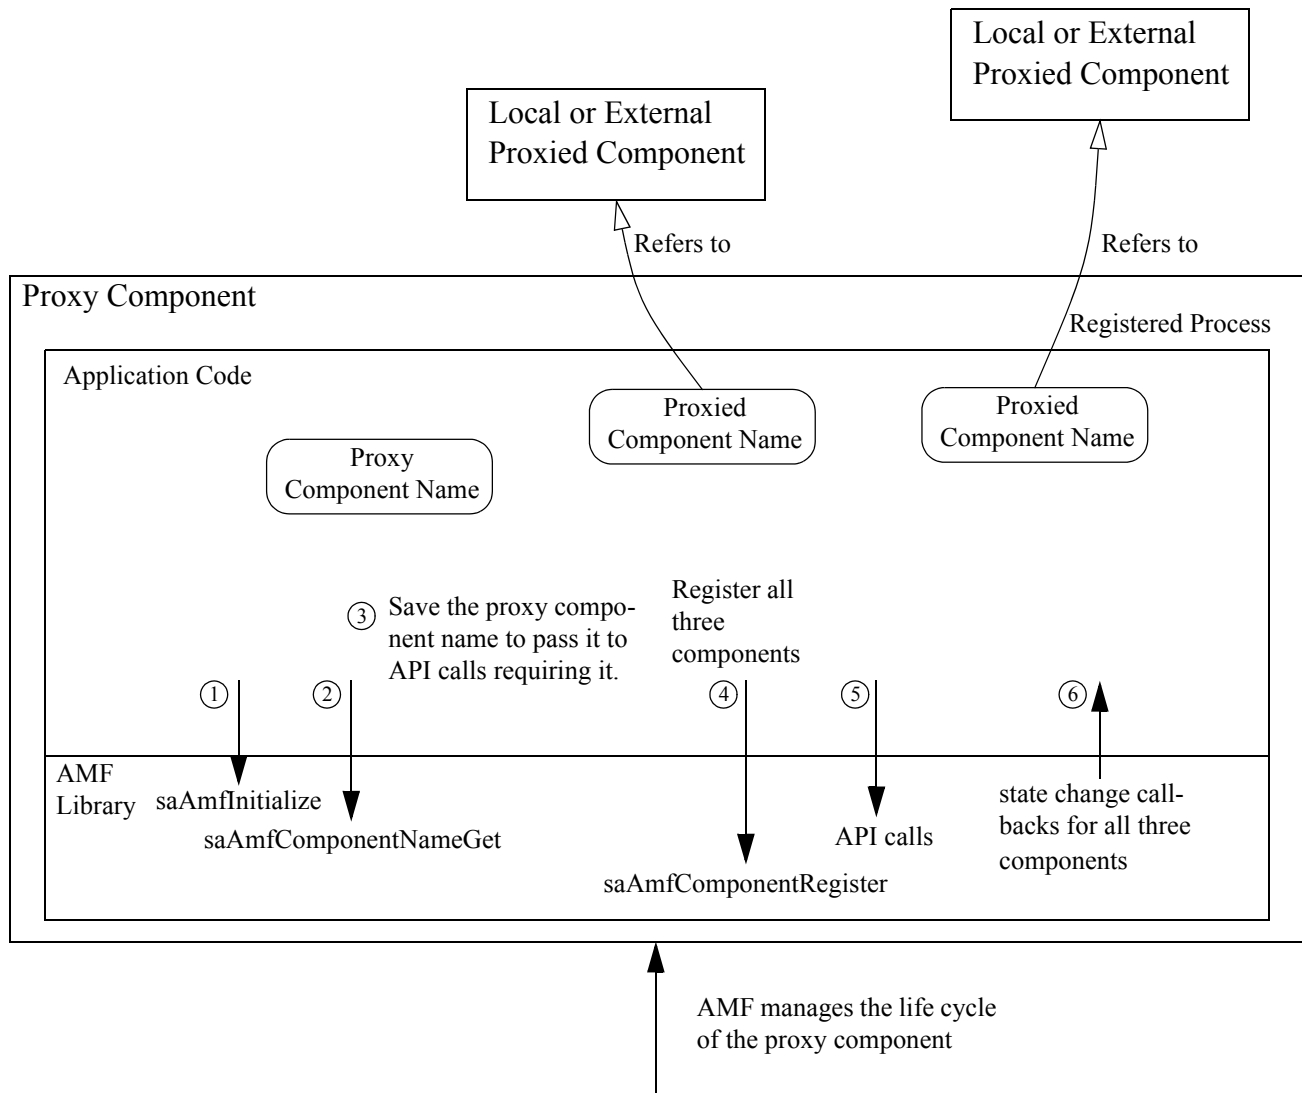 Local or External
Proxied Component
Local or External
Proxied Component
Refers to
Refers to
Proxy Component
Registered Process
Application Code
Proxied
Component Name
Proxied
Component Name
Proxy
Component Name
3 Save the proxy compo-
nent name to pass it to
API calls requiring it.
Register all
three
components
1
2
4
5
6
AMF
Library
saAmfInitialize
saAmfComponentNameGet
saAmfComponentRegister
API calls
state change call-
backs for all three
components
AMF manages the life cycle
of the proxy component